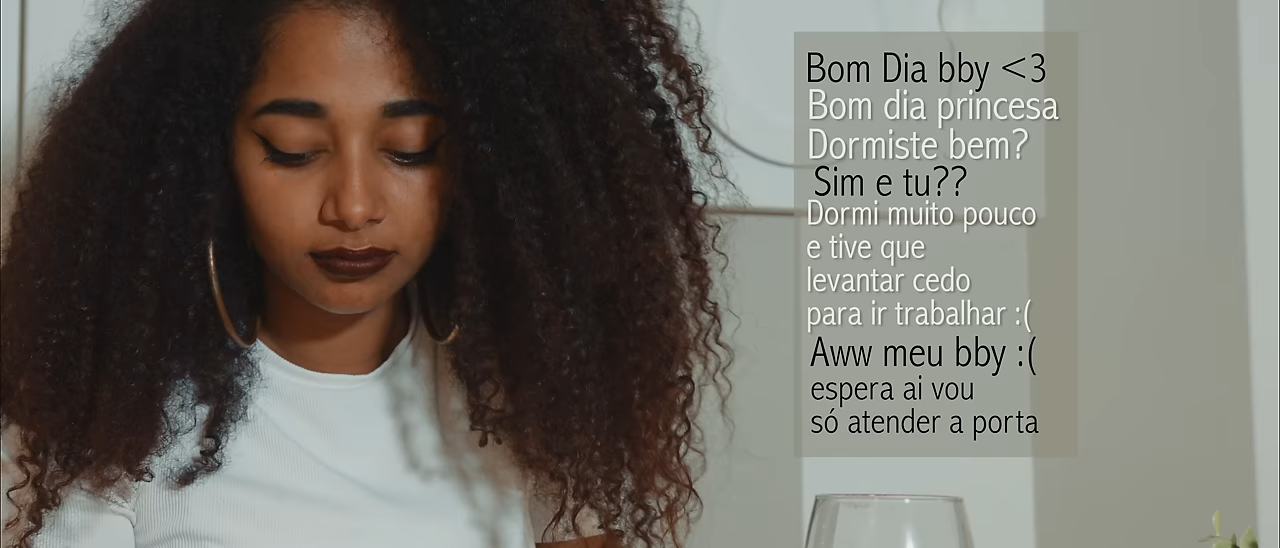 Bom Dia bby <3
Bom dia princesa
Dormiste bem?
Sim e tu??
Dormi muito pouco
e tive que
levantar cedo
para ir trabalhar :(
Aww meu bby :(
espera ai vou
só atender a porta